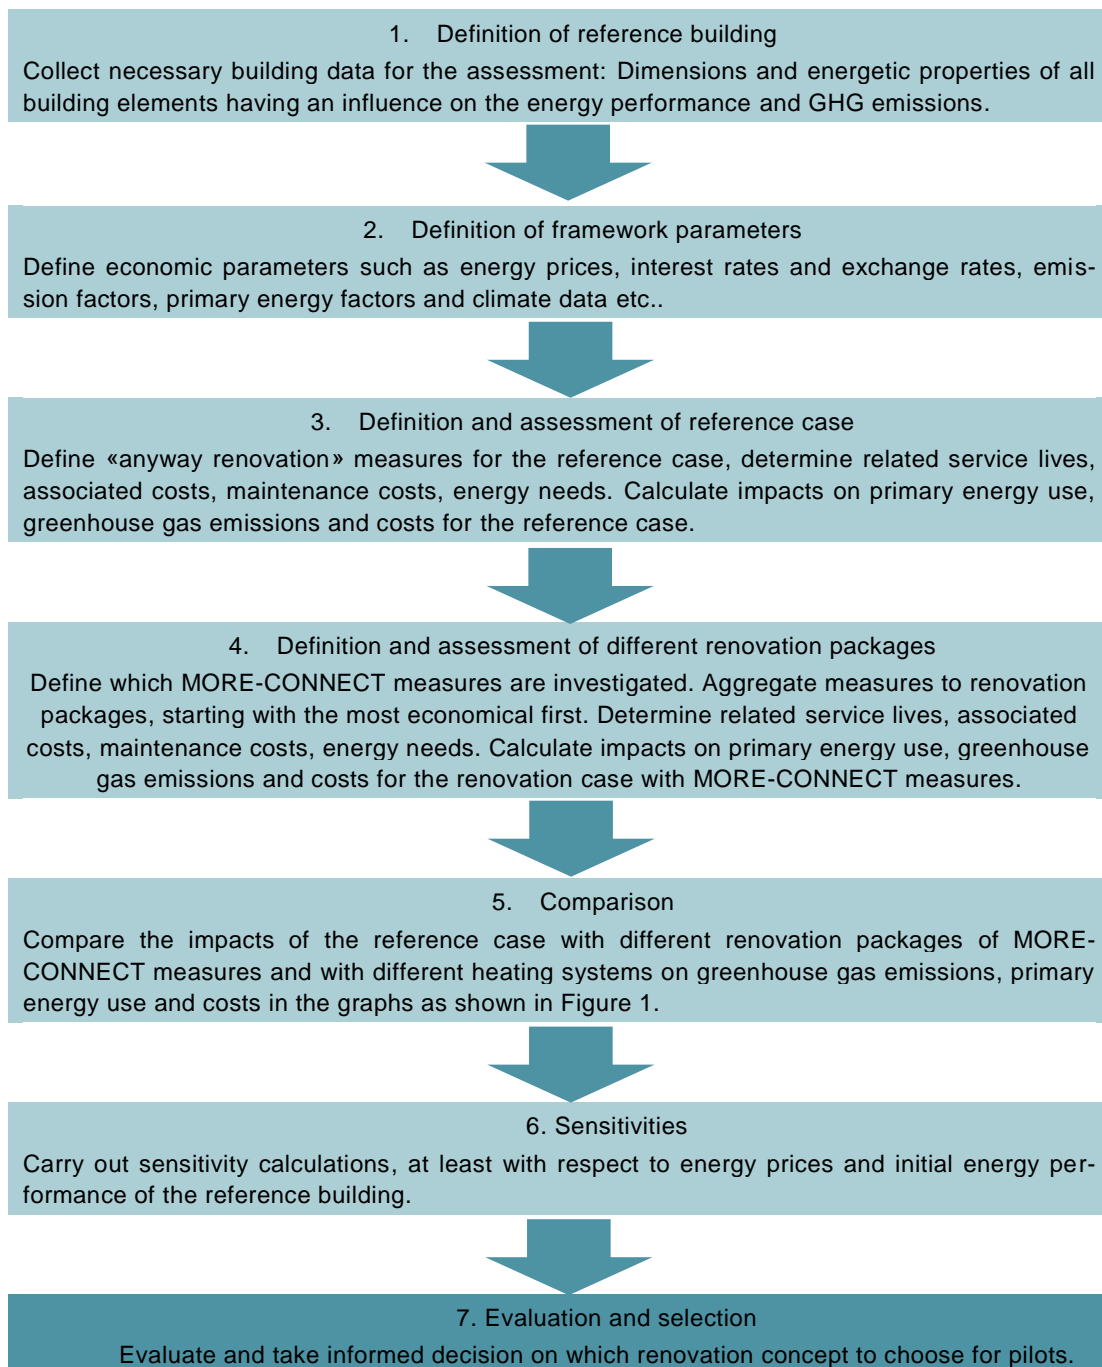 1. Definition of reference building
Collect necessary building data for the assessment: Dimensions and energetic properties of all
building elements having an influence on the energy performance and GHG emissions.
2. Definition of framework parameters
Define economic parameters such as energy prices, interest rates and exchange rates, emis-
sion factors, primary energy factors and climate data etc..
3. Definition and assessment of reference case
Define «anyway renovation» measures for the reference case, determine related service lives,
associated costs, maintenance costs, energy needs. Calculate impacts on primary energy use,
greenhouse gas emissions and costs for the reference case.
4. Definition and assessment of different renovation packages
Define which MORE-CONNECT measures are investigated. Aggregate measures to renovation
packages, starting with the most economical first. Determine related service lives, associated
costs, maintenance costs, energy needs. Calculate impacts on primary energy use, greenhouse
gas emissions and costs for the renovation case with MORE-CONNECT measures.
5. Comparison
Compare the impacts of the reference case with different renovation packages of MORE-
CONNECT measures and with different heating systems on greenhouse gas emissions, primary
energy use and costs in the graphs as shown in Figure 1.
6. Sensitivities
Carry out sensitivity calculations, at least with respect to energy prices and initial energy per-
formance of the reference building.
7. Evaluation and selection
Evaluate and take informed decision on which renovation concept to choose for pilots.